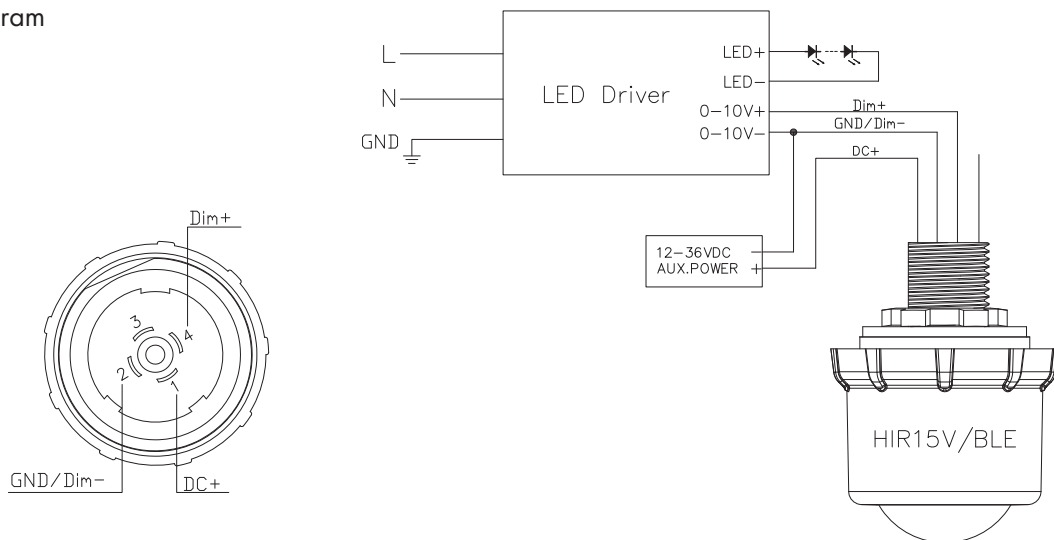 ram
L
N
GND
LED Driver
LED+
LED-
0-10V+
0-10V-
Dim+
GND/Dim-
DC+
12-36VDC -
AUX.POWER +
HIR15V/BLE
Dim+
3
4
2
1
GND/Dim-
DC+